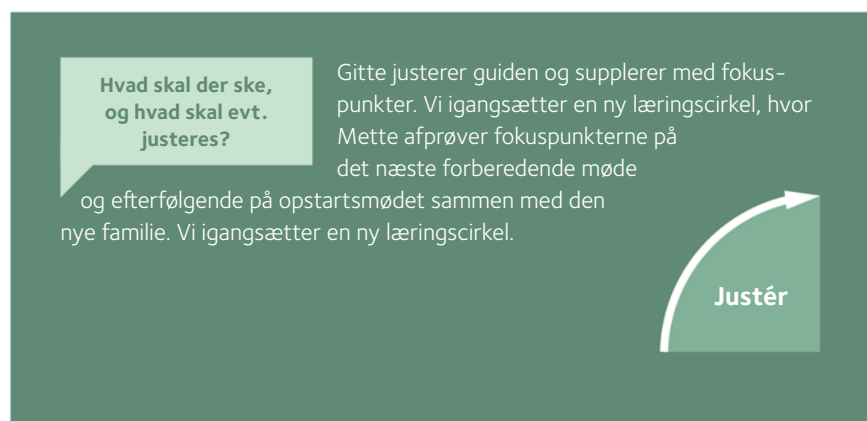 Hvad skal der ske,
og hvad skal evt.
justeres?
Gitte justerer guiden og supplerer med fokus-
punkter. Vi igangsætter en ny læringscirkel, hvor
Mette afprøver fokuspunkterne på
det næste forberedende møde
og efterfølgende på opstartsmødet sammen med den
nye familie. Vi igangsætter en ny læringscirkel.
Justér